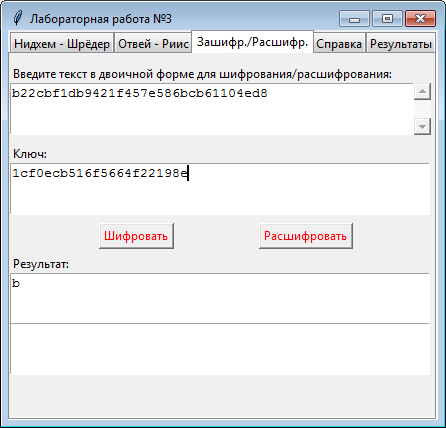 Лабораторная работа №3
Нидхем - Шрёдер Отвей - Риис Зашифр./Расшифр. Справка Результаты
Введите текст в двоичной форме для шифрования/расшифрования:
b22cbf1db9421f457e586bcb61104ed8
Ключ:
1cf0ecb516f5664f22198e
Шифровать Расшифровать
Результат:
b